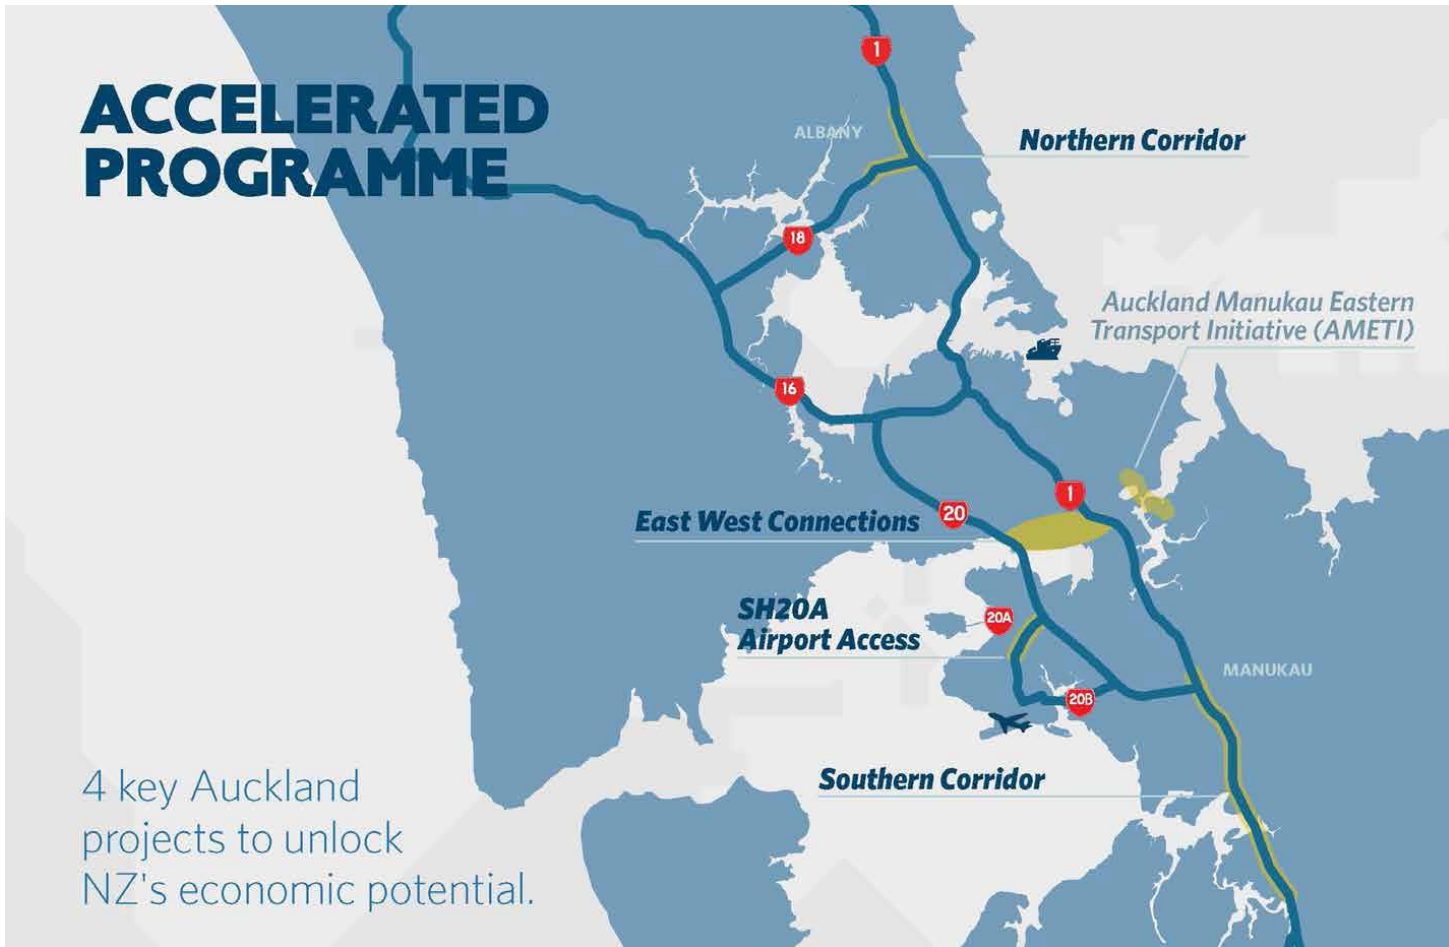 ACCELERATED
PROGRAMME
1
ALBANY
Northern Corridor
18
Auckland Manukau Eastern
Transport Initiative (AMETI)
16
1
East West Connections
20
SH20A
Airport Access
20A
MANUKAU
20B
Southern Corridor
4 key Auckland
projects to unlock
NZ's economic potential.